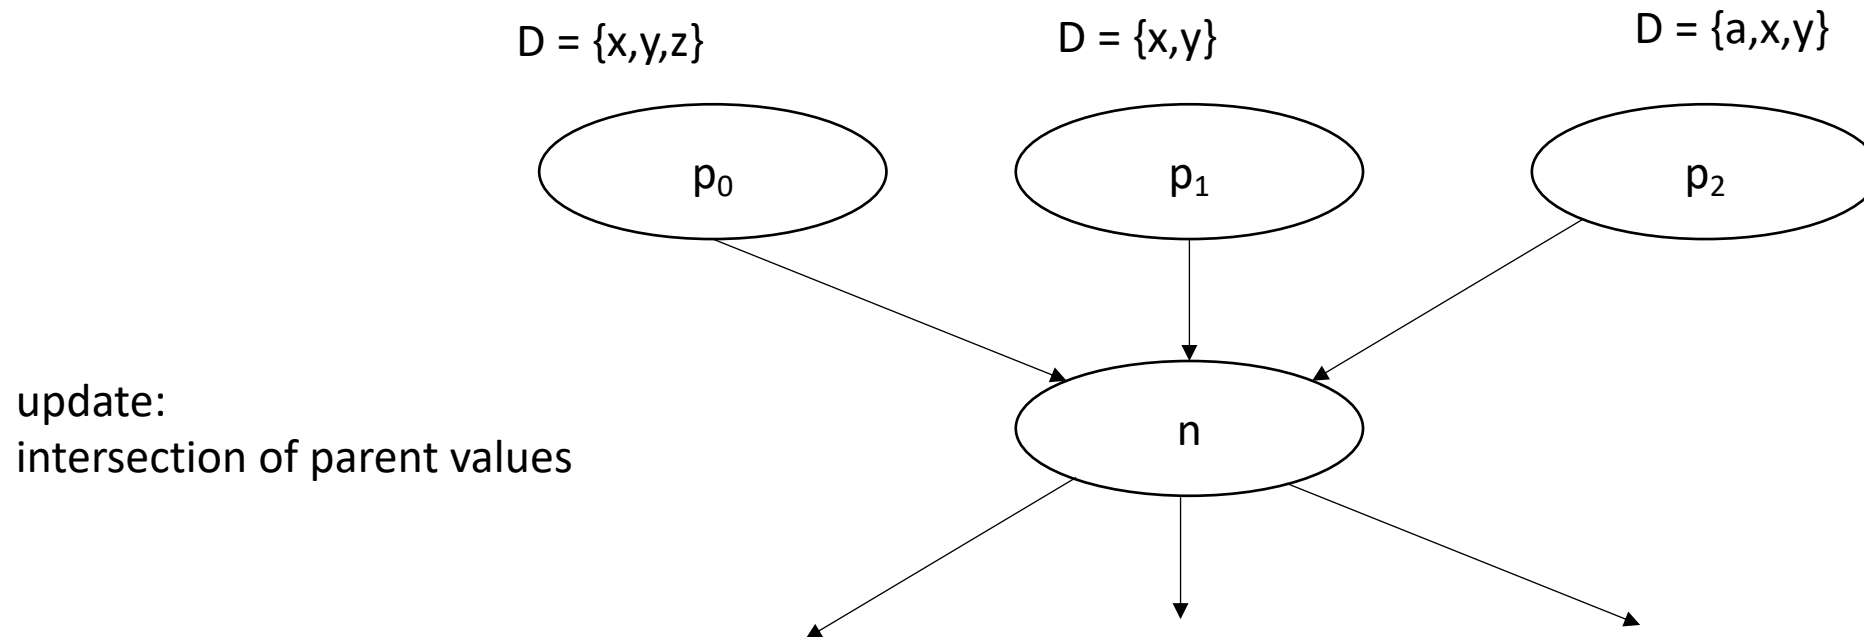 D = {x,y,z}
D = {x,y}
D = {a,x,y}
p₀
p₁
p₂
update:
intersection of parent values
n